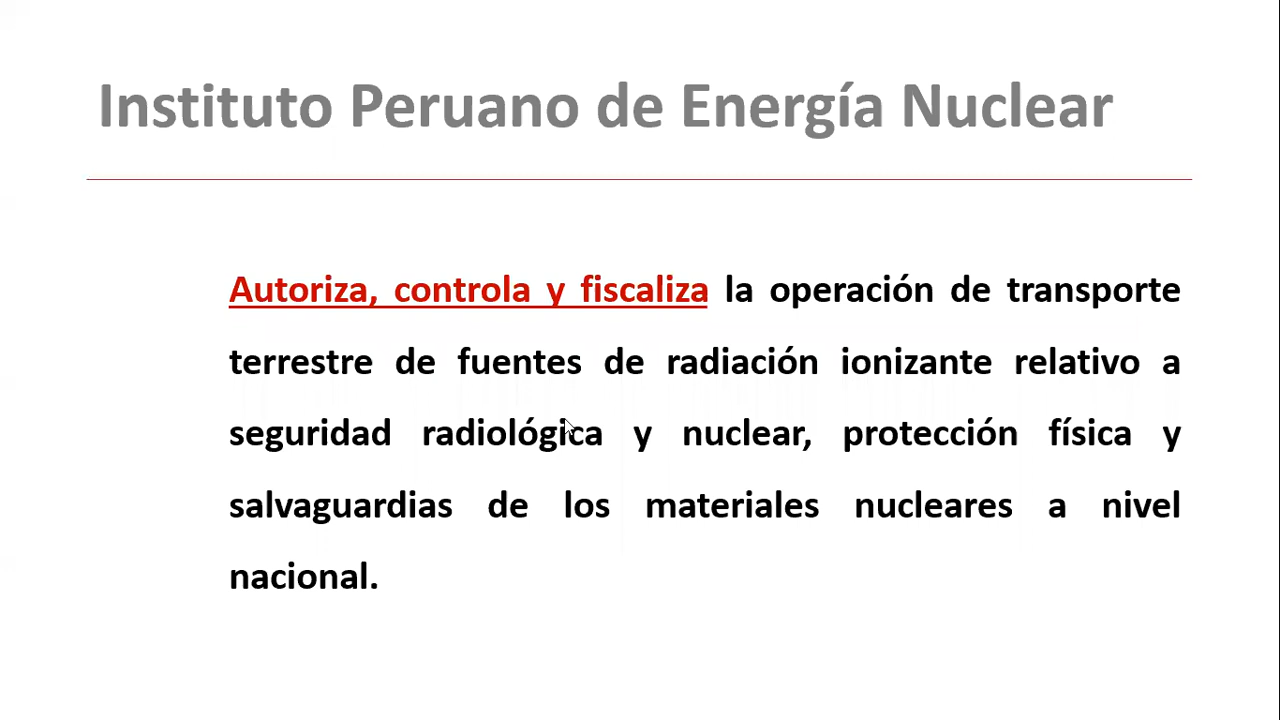 Instituto Peruano de Energía Nuclear
Autoriza, controla y fiscaliza la operación de transporte
terrestre de fuentes de radiación ionizante relativo a
seguridad radiológica y nuclear, protección física y
salvaguardias de los materiales nucleares a nivel
nacional.